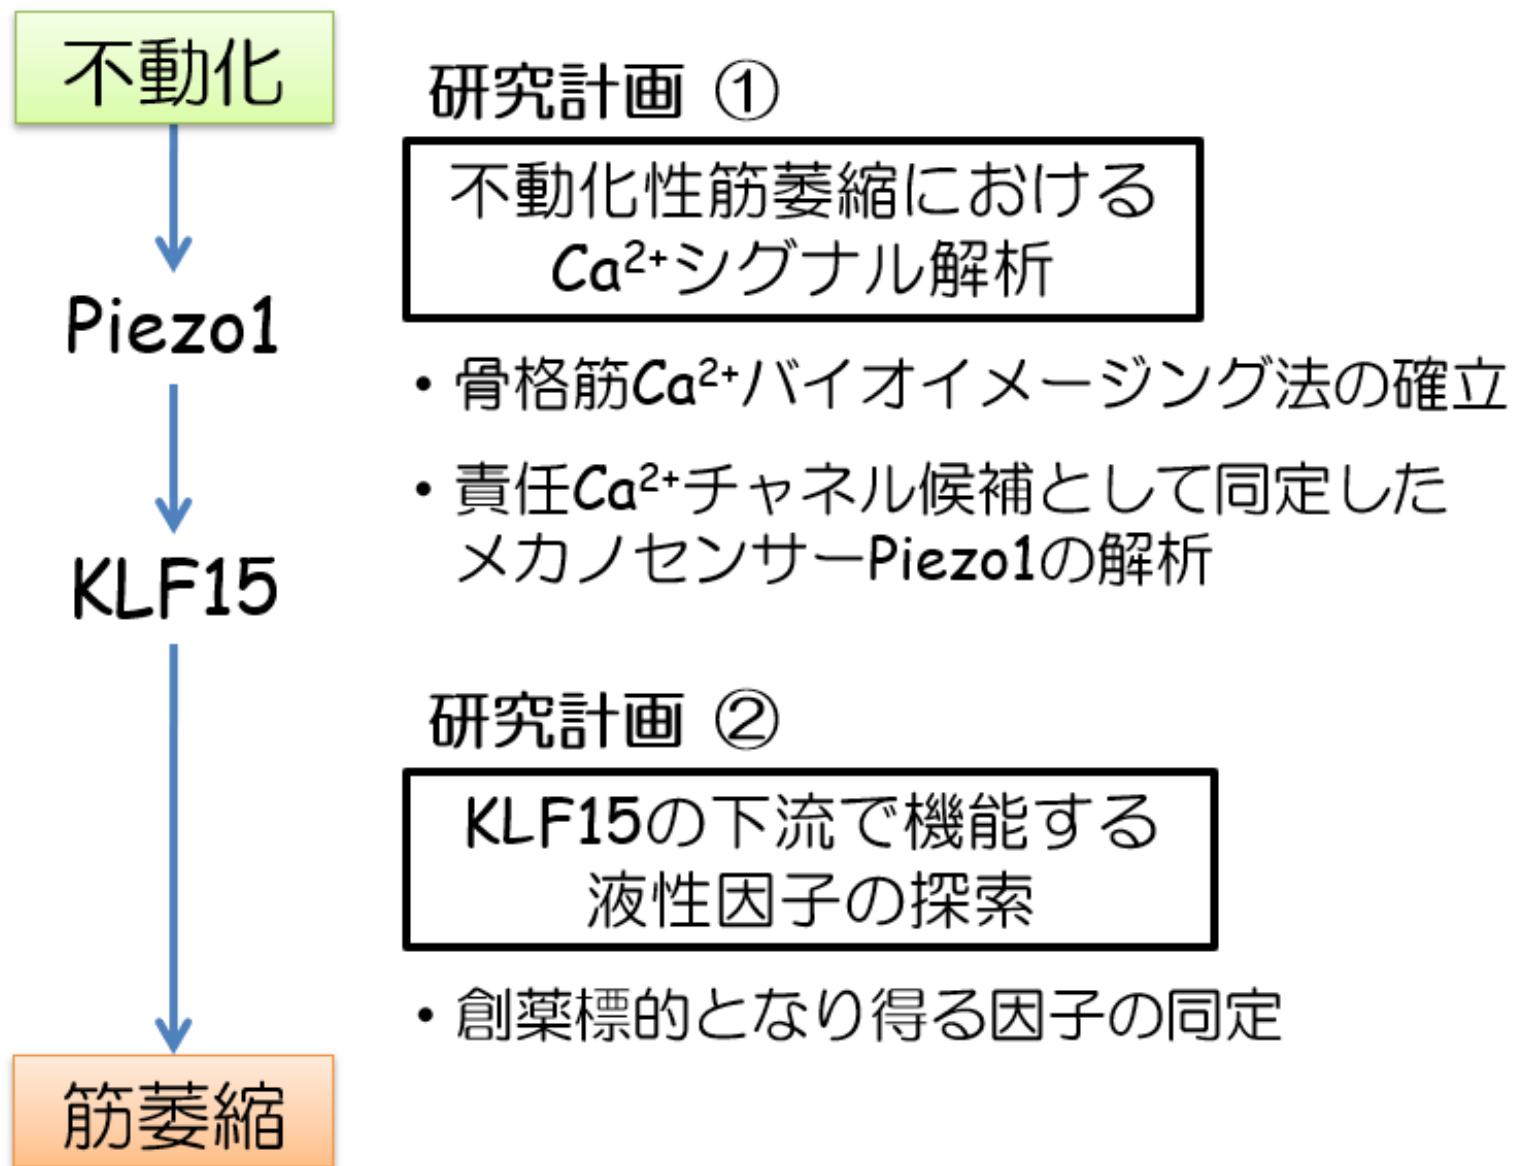 不動化
Piezo1
KLF15
筋萎縮
研究計画 ①
不動化性筋萎縮における
Ca²⁺シグナル解析
・骨格筋Ca²⁺バイオイメージング法の確立
・責任Ca²⁺チャネル候補として同定した
メカノセンサーPiezo1の解析
研究計画 ②
KLF15の下流で機能する
液性因子の探索
・創薬標的となり得る因子の同定